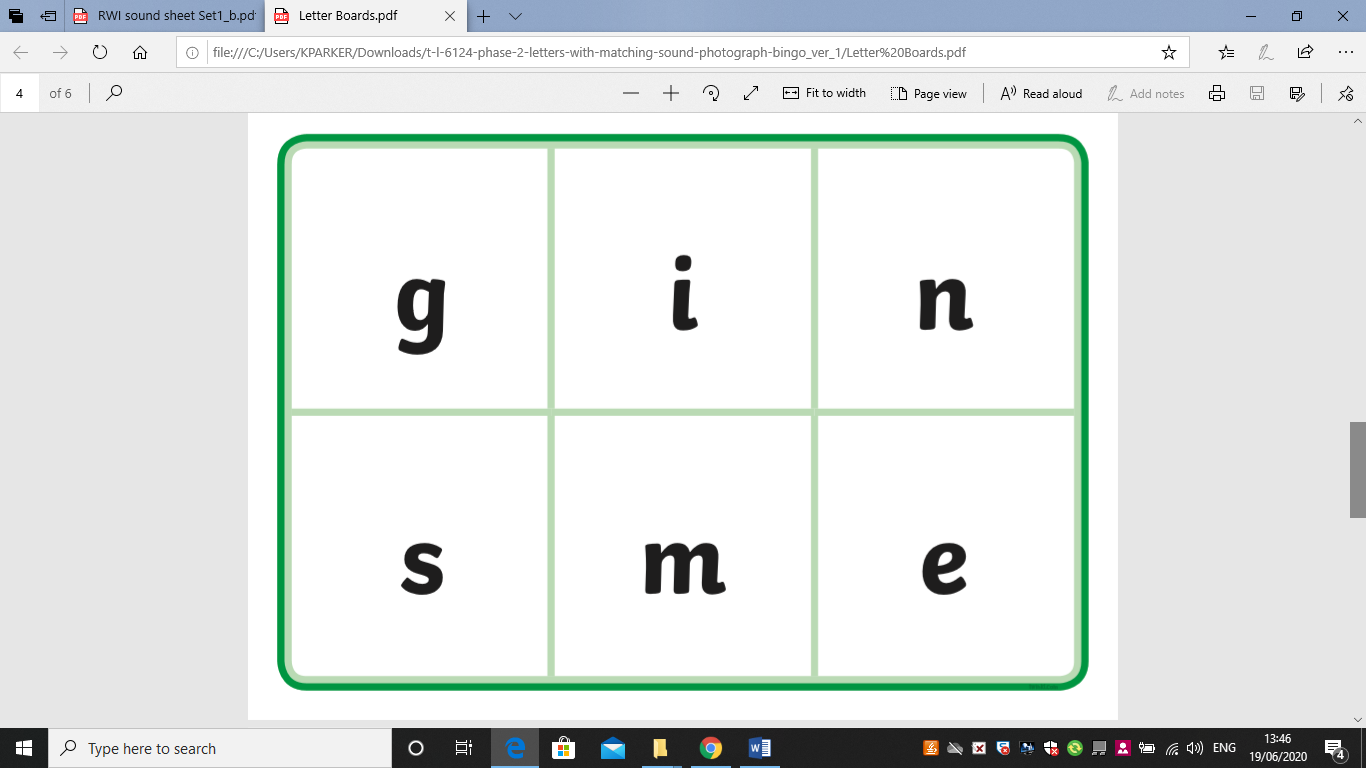 RWI sound sheet Set1_b.pdf
Letter Boards.pdf
file:///C:/Users/KPARKER/Downloads/t-l-6124-phase-2-letters-with-matching-sound-photograph-bingo_ver_1/Letter%20Boards.pdf
4 of 6 Fit to width Page view Read aloud Add notes
g i n
s m e
Type here to search
ENG
13:46
19/06/2020
4